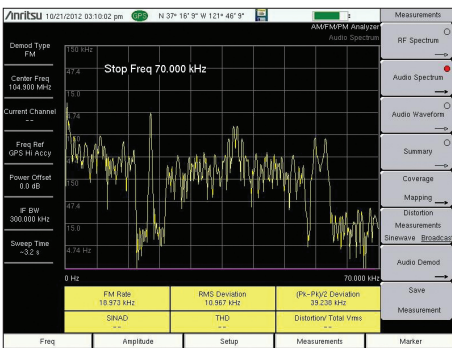 Anritsu 10/21/2012 03:10:02 pm GPS N 37° 16' 9" W 121° 46' 9"
Measurements
AM/FM/PM Analyzer
Audio Spectrum
Demod Type
FM
Center Freq
104.900 MHz
Current Channel
--
Freq Ref
GPS Hi Accy
Power Offset
0.0 dB
IF BW
300.000 kHz
Sweep Time
~3.2 s
150 kHz
47.4
15.0
4.74
150
47.4
15.0
4.74 Hz
Stop Freq 70.000 kHz
0 Hz
70.000 kHz
FM Rate
18.973 kHz
RMS Deviation
10.967 kHz
(Pk-Pk)/2 Deviation
39.238 kHz
SINAD
--
THD
--
Distortion/ Total Vrms
--
RF Spectrum
Audio Spectrum
Audio Waveform
Summary
Coverage
Mapping
Distortion
Measurements
Sinewave Broadcast
Audio Demod
Save
Measurement
Freq
Amplitude
Setup
Measurements
Marker